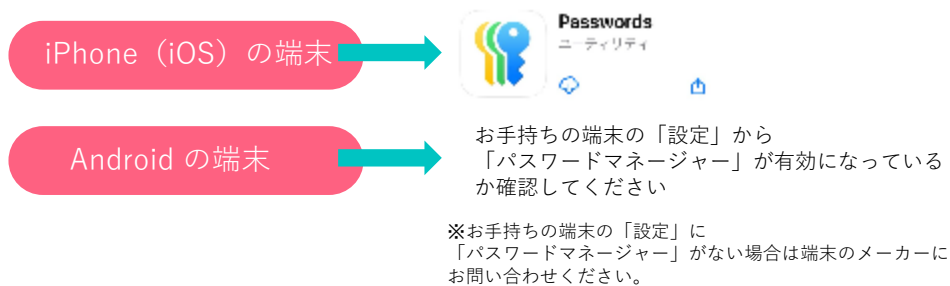 iPhone（iOS）の端末
Passwords
ユーティリティ
Android の端末
お手持ちの端末の「設定」から
「パスワードマネージャー」が有効になっている
か確認してください
※お手持ちの端末の「設定」に
「パスワードマネージャー」がない場合は端末のメーカーに
お問い合わせください。